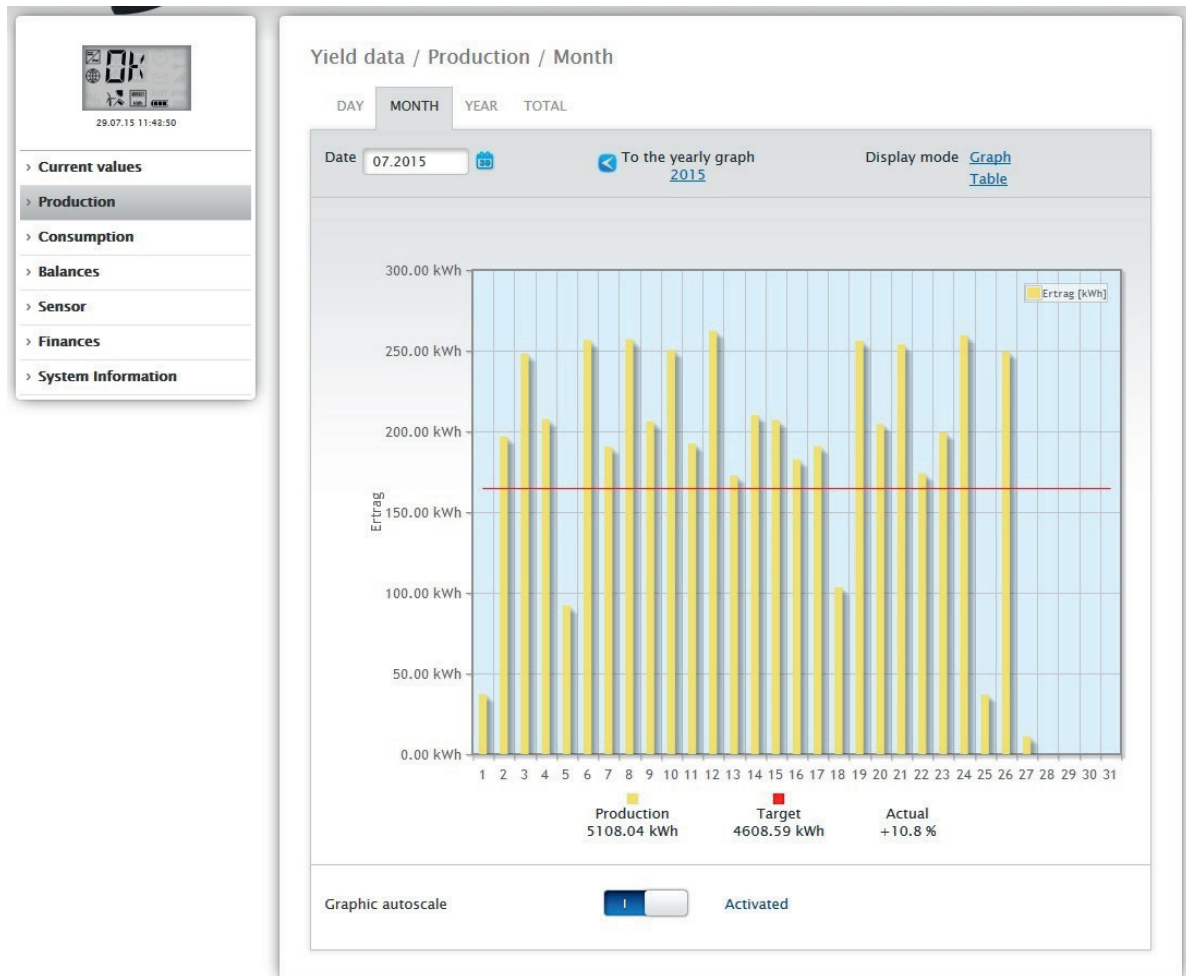 OK
29.07.15 11:43:50
› Current values
› Production
› Consumption
› Balances
› Sensor
› Finances
› System Information
Yield data / Production / Month
DAY MONTH YEAR TOTAL
Date 07.2015 30 To the yearly graph Display mode Graph
2015 Table
300.00 kWh
Ertrag [kWh]
250.00 kWh
200.00 kWh
Ertrag
150.00 kWh
100.00 kWh
50.00 kWh
0.00 kWh
1 2 3 4 5 6 7 8 9 10 11 12 13 14 15 16 17 18 19 20 21 22 23 24 25 26 27 28 29 30 31
Production Target Actual
5108.04 kWh 4608.59 kWh +10.8 %
Graphic autoscale I Activated